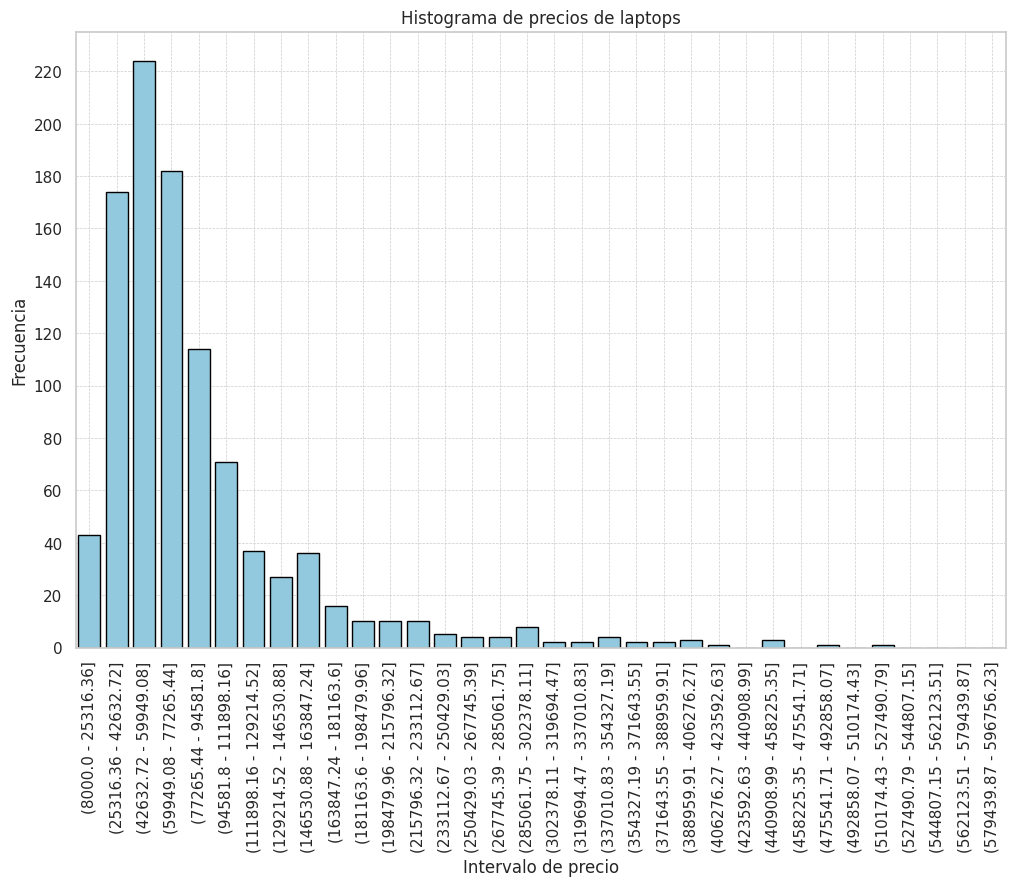 Histograma de precios de laptops
Frecuencia
220
200
180
160
140
120
100
80
60
40
20
0
(8000.0 - 25316.36]
(25316.36 - 42632.72]
(42632.72 - 59949.08]
(59949.08 - 77265.44]
(77265.44 - 94581.8]
(94581.8 - 111898.16]
(111898.16 - 129214.52]
(129214.52 - 146530.88]
(146530.88 - 163847.24]
(163847.24 - 181163.6]
(181163.6 - 198479.96]
(198479.96 - 215796.32]
(215796.32 - 233112.67]
(233112.67 - 250429.03]
(250429.03 - 267745.39]
(267745.39 - 285061.75]
(285061.75 - 302378.11]
(302378.11 - 319694.47]
(319694.47 - 337010.83]
(337010.83 - 354327.19]
(354327.19 - 371643.55]
(371643.55 - 388959.91]
(388959.91 - 406276.27]
(406276.27 - 423592.63]
(423592.63 - 440908.99]
(440908.99 - 458225.35]
(458225.35 - 475541.71]
(475541.71 - 492858.07]
(492858.07 - 510174.43]
(510174.43 - 527490.79]
(527490.79 - 544807.15]
(544807.15 - 562123.51]
(562123.51 - 579439.87]
(579439.87 - 596756.23]
Intervalo de precio